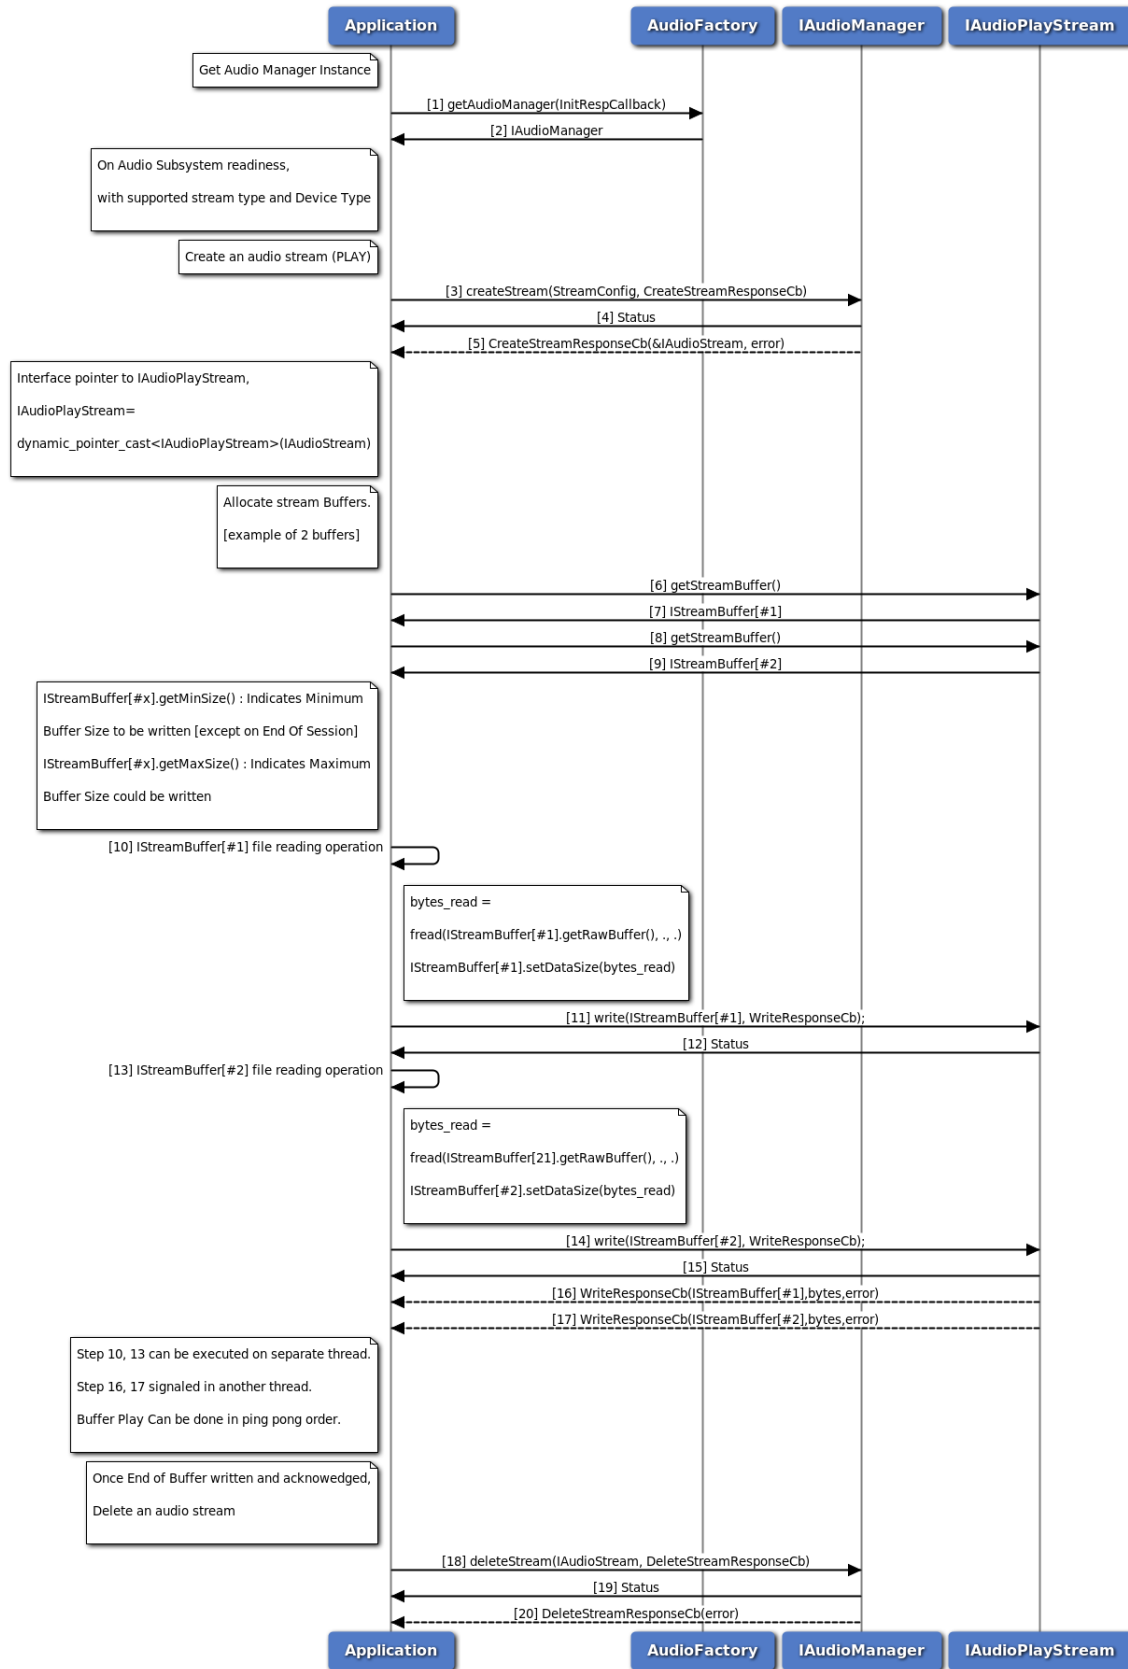 Application AudioFactory IAudioManager IAudioPlayStream
Get Audio Manager Instance
[1] getAudioManager(InitRespCallback)
[2] IAudioManager
On Audio Subsystem readiness,
with supported stream type and Device Type
Create an audio stream (PLAY)
[3] createStream(StreamConfig, CreateStreamResponseCb)
[4] Status
[5] CreateStreamResponseCb(&IAudioStream, error)
Interface pointer to IAudioPlayStream,
IAudioPlayStream=
dynamic_pointer_cast<IAudioPlayStream>(IAudioStream)
Allocate stream Buffers.
[example of 2 buffers]
[6] getStreamBuffer()
[7] IStreamBuffer[#1]
[8] getStreamBuffer()
[9] IStreamBuffer[#2]
IStreamBuffer[#x].getMinSize() : Indicates Minimum
Buffer Size to be written [except on End Of Session]
IStreamBuffer[#x].getMaxSize() : Indicates Maximum
Buffer Size could be written
[10] IStreamBuffer[#1] file reading operation
bytes_read =
fread(IStreamBuffer[#1].getRawBuffer(), ., .)
IStreamBuffer[#1].setDataSize(bytes_read)
[11] write(IStreamBuffer[#1], WriteResponseCb);
[12] Status
[13] IStreamBuffer[#2] file reading operation
bytes_read =
fread(IStreamBuffer[21].getRawBuffer(), ., .)
IStreamBuffer[#2].setDataSize(bytes_read)
[14] write(IStreamBuffer[#2], WriteResponseCb);
[15] Status
[16] WriteResponseCb(IStreamBuffer[#1],bytes,error)
[17] WriteResponseCb(IStreamBuffer[#2],bytes,error)
Step 10, 13 can be executed on separate thread.
Step 16, 17 signaled in another thread.
Buffer Play Can be done in ping pong order.
Once End of Buffer written and acknowedged,
Delete an audio stream
[18] deleteStream(IAudioStream, DeleteStreamResponseCb)
[19] Status
[20] DeleteStreamResponseCb(error)
Application AudioFactory IAudioManager IAudioPlayStream